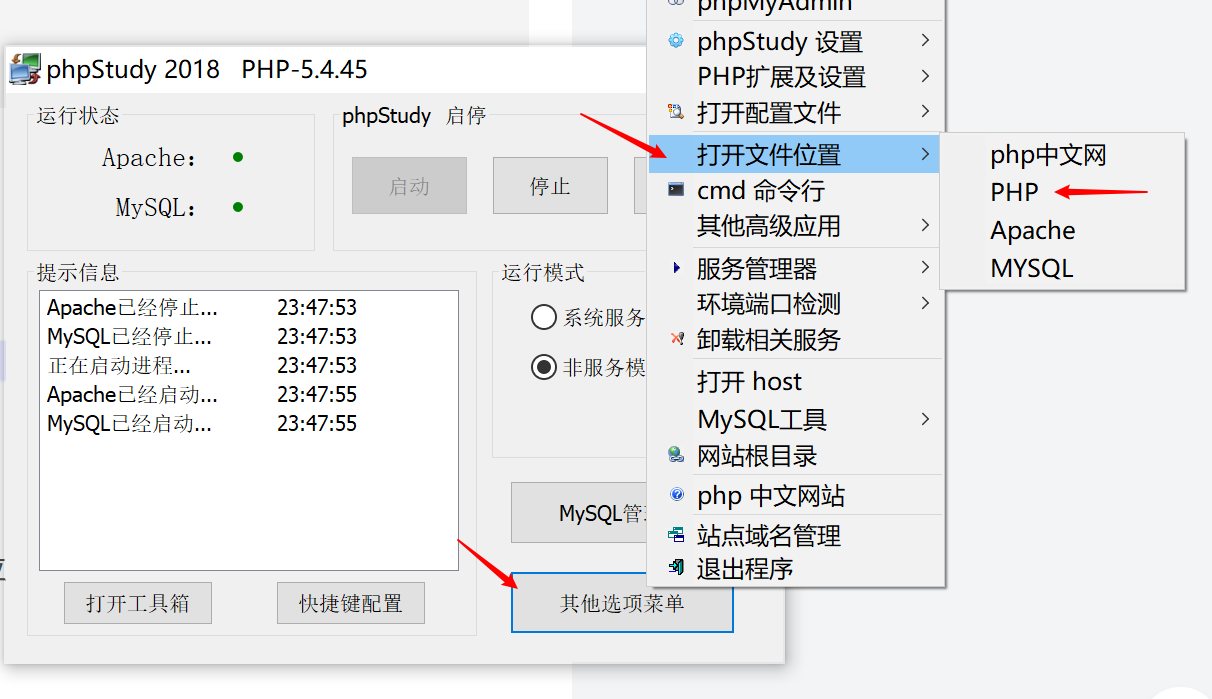 phpMyAdmin
phpStudy 2018 PHP-5.4.45
运行状态
Apache:
MySQL:
phpStudy 启停
启动
停止
提示信息
Apache已经停止... 23:47:53
MySQL已经停止... 23:47:53
正在启动进程... 23:47:53
Apache已经启动... 23:47:55
MySQL已经启动... 23:47:55
打开工具箱
快捷键配置
运行模式
系统服务
非服务模
MySQL管
其他选项菜单
phpStudy 设置
PHP扩展及设置
打开配置文件
打开文件位置
cmd 命令行
其他高级应用
服务管理器
环境端口检测
卸载相关服务
打开 host
MySQL工具
网站根目录
php 中文网站
站点域名管理
退出程序
php中文网
PHP
Apache
MYSQL